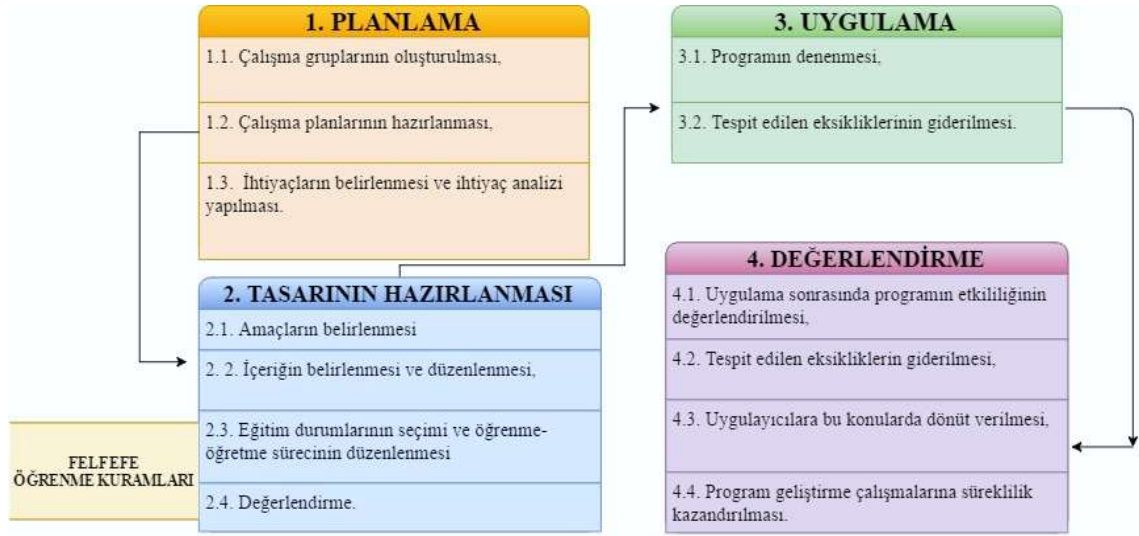 1. PLANLAMA
1.1. Çalışma gruplarının oluşturulması,
1.2. Çalışma planlarının hazırlanması,
1.3. İhtiyaçların belirlenmesi ve ihtiyaç analizi
yapılması.
2. TASARININ HAZIRLANMASI
2.1. Amaçların belirlenmesi
2. 2. İçeriğin belirlenmesi ve düzenlenmesi,
2.3. Eğitim durumlarının seçimi ve öğrenme-
öğretme sürecinin düzenlenmesi
2.4. Değerlendirme.
FELFEFE
ÖĞRENME KURAMLARI
3. UYGULAMA
3.1. Programın denenmesi,
3.2. Tespit edilen eksikliklerinin giderilmesi.
4. DEĞERLENDİRME
4.1. Uygulama sonrasında programın etkililiğinin
değerlendirilmesi,
4.2. Tespit edilen eksikliklerin giderilmesi,
4.3. Uygulayıcılara bu konularda dönüt verilmesi,
4.4. Program geliştirme çalışmalarına süreklilik
kazandırılması.